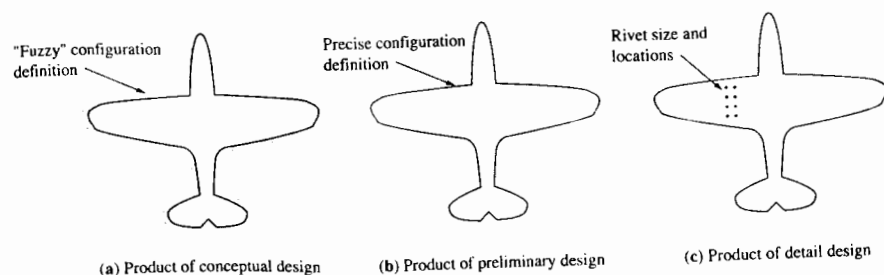 "Fuzzy" configuration
definition
Precise configuration
definition
Rivet size and
locations
(a) Product of conceptual design
(b) Product of preliminary design
(c) Product of detail design